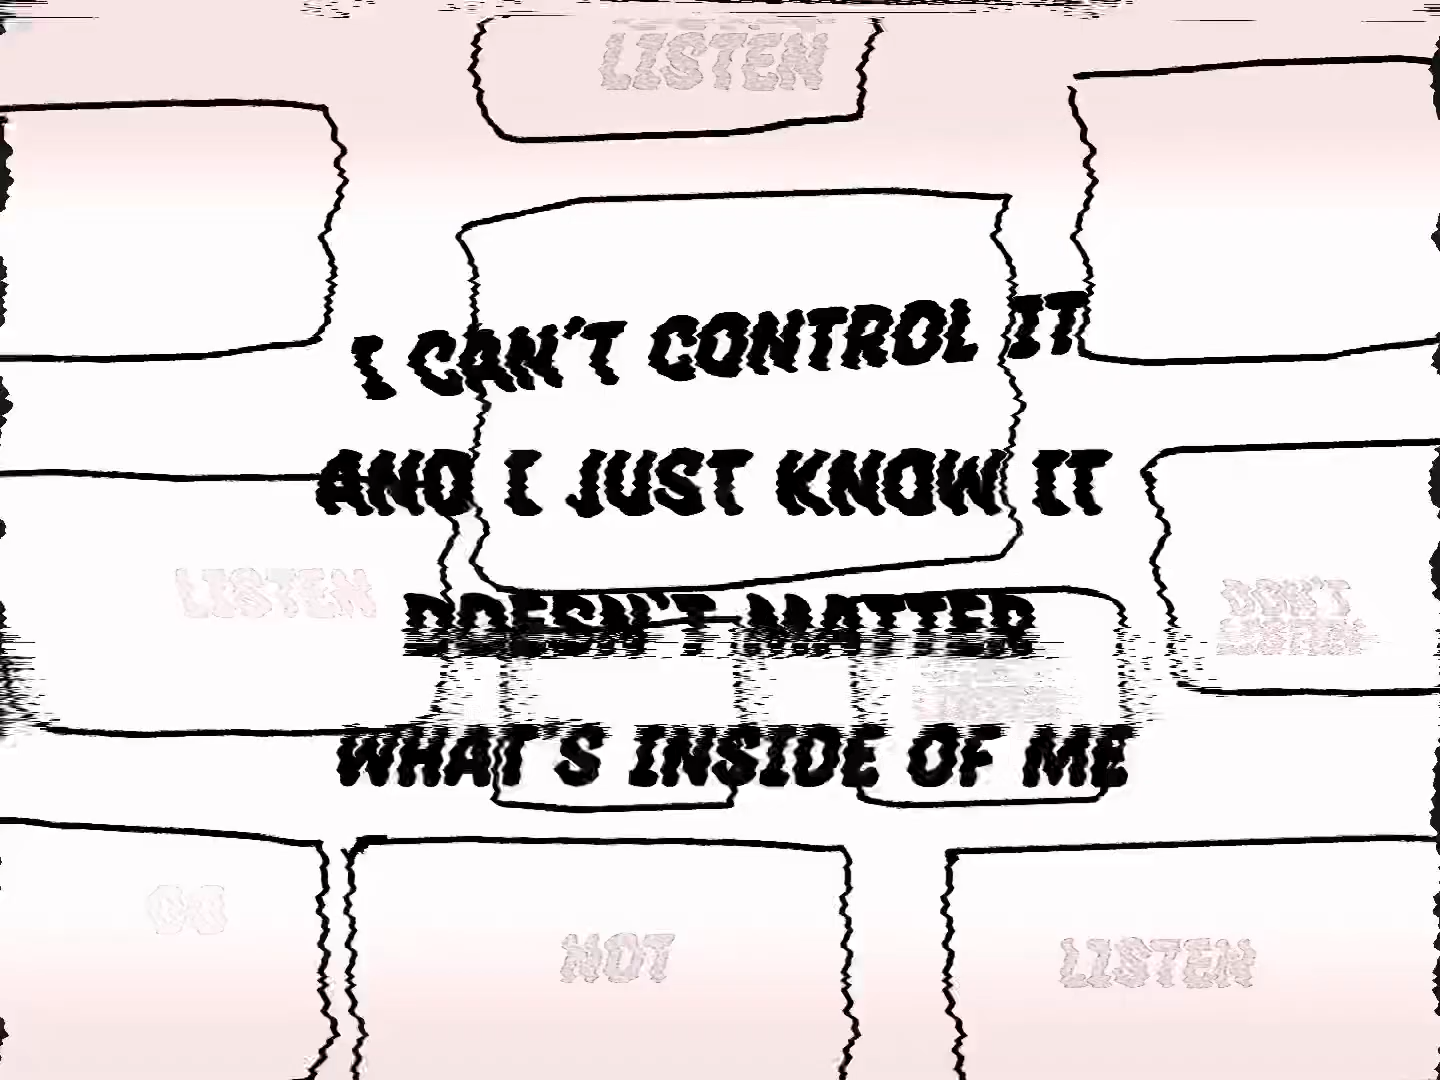 LISTEN
I CAN'T CONTROL IT
AND I JUST KNOW IT
LISTEN
DON'T
LISTEN
DOESN'T MATTER
WHAT'S INSIDE OF ME
DO
NOT
LISTEN